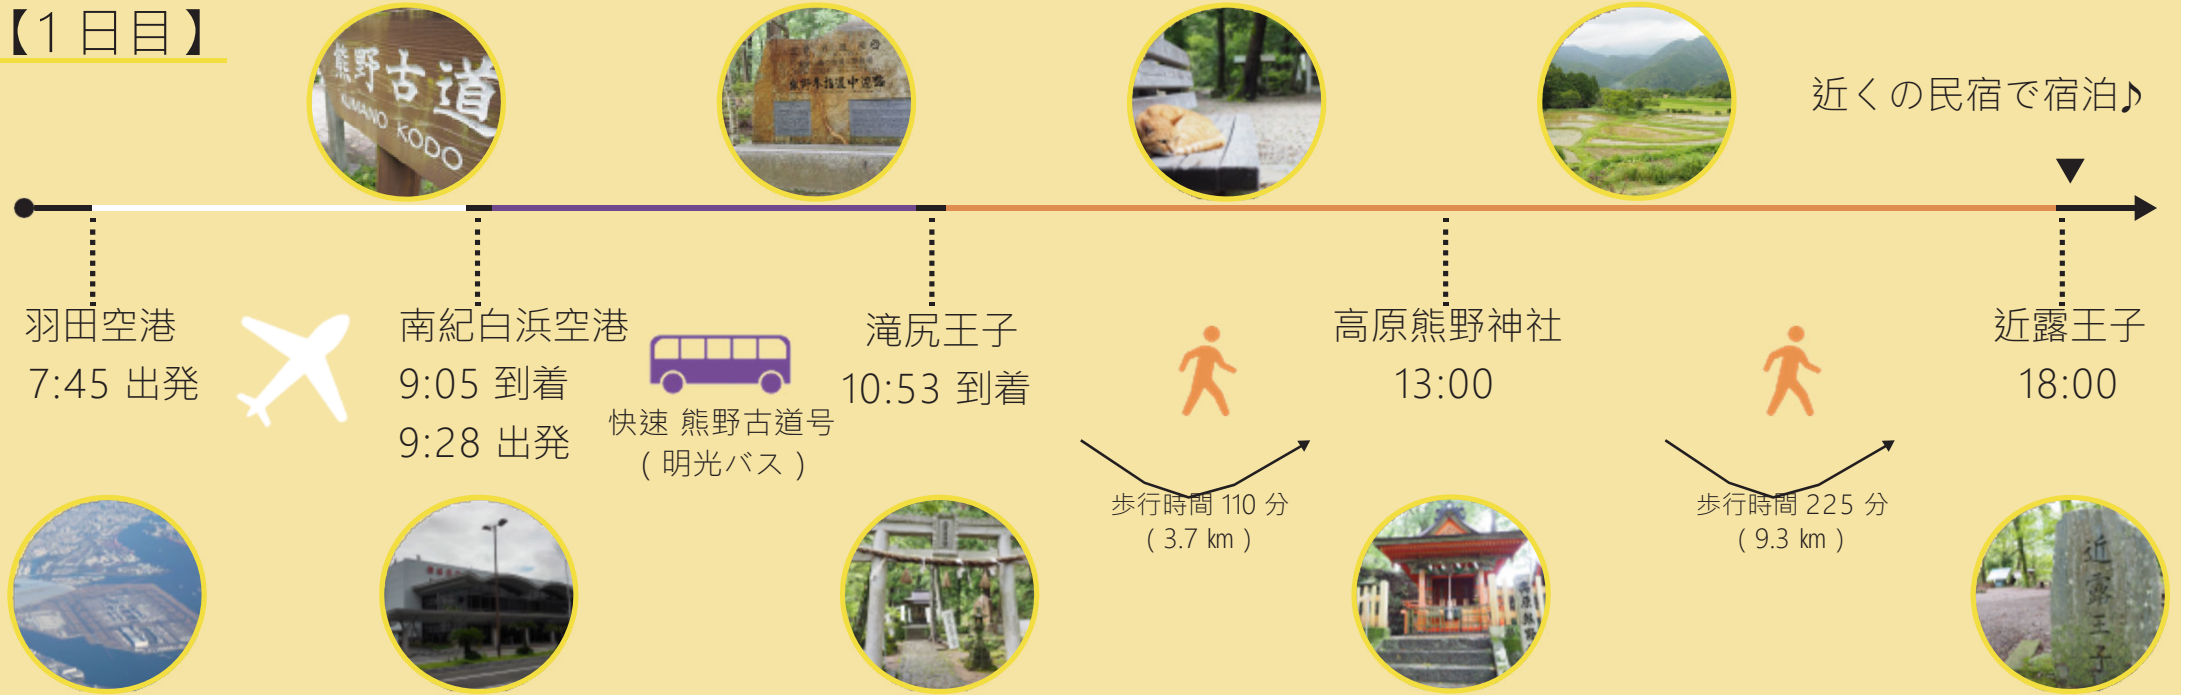 【1 日目】
熊野古道
KUMANO KODO
近くの民宿で宿泊♪
羽田空港
7:45 出発
南紀白浜空港
9:05 到着
9:28 出発
快速 熊野古道号
( 明光バス )
滝尻王子
10:53 到着
歩行時間 110 分
( 3.7 km )
高原熊野神社
13:00
歩行時間 225 分
( 9.3 km )
近露王子
18:00
近露王子